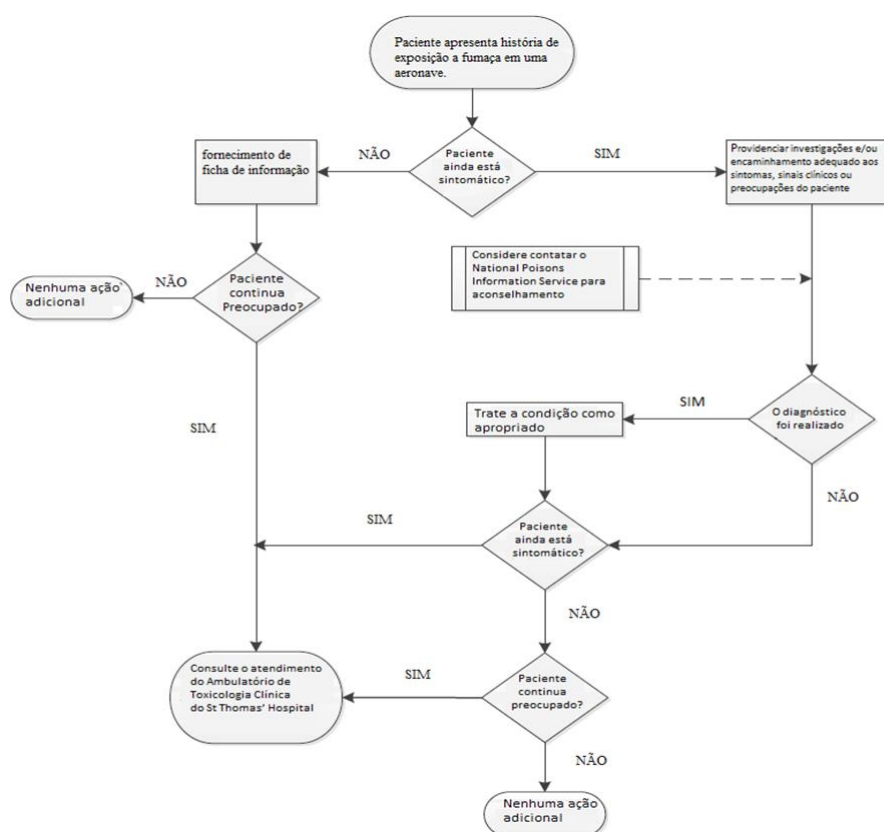 Paciente apresenta história de
exposição a fumaça em uma
aeronave.
NÃO
Paciente
ainda está
sintomático?
SIM
fornecimento de
ficha de informação
Providenciar investigações e/ou
encaminhamento adequado aos
sintomas, sinais clínicos ou
preocupações do paciente
Considere contatar o
National Poisons
Information Service para
aconselhamento
Nenhuma ação
adicional
NÃO
Paciente
continua
Preocupado?
Trate a condição como
apropriado
SIM
O diagnóstico
foi realizado
SIM
NÃO
SIM
Paciente
ainda está
sintomático?
NÃO
Consulte o atendimento
do Ambulatório de
Toxicologia Clínica
do St Thomas’ Hospital
SIM
Paciente
continua
preocupado?
NÃO
Nenhuma ação
adicional